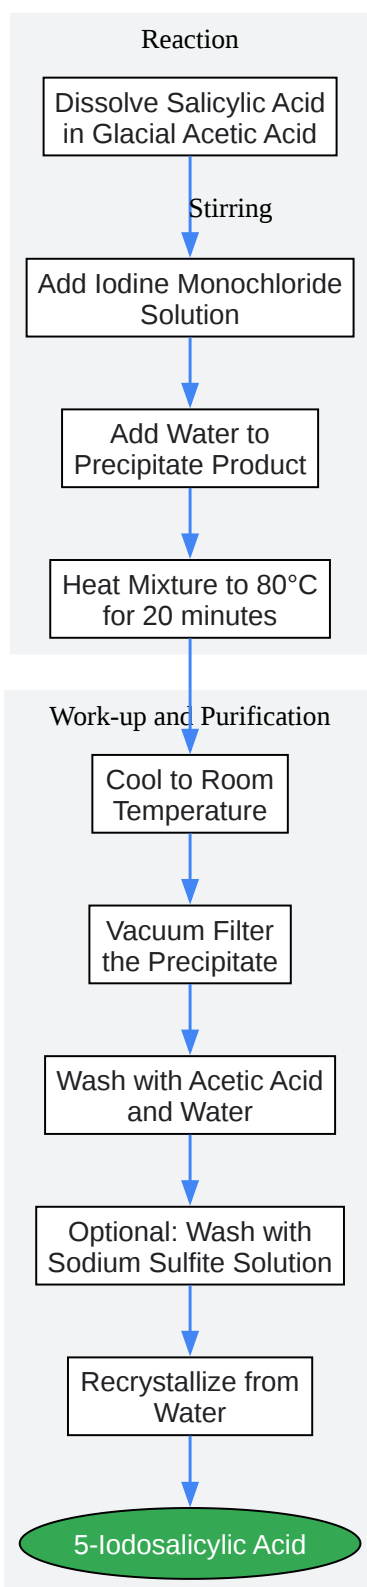 Reaction
Dissolve Salicylic Acid
in Glacial Acetic Acid
Stirring
Add Iodine Monochloride
Solution
Add Water to
Precipitate Product
Heat Mixture to 80°C
for 20 minutes
Work-up and Purification
Cool to Room
Temperature
Vacuum Filter
the Precipitate
Wash with Acetic Acid
and Water
Optional: Wash with
Sodium Sulfite Solution
Recrystallize from
Water
5-Iodosalicylic Acid